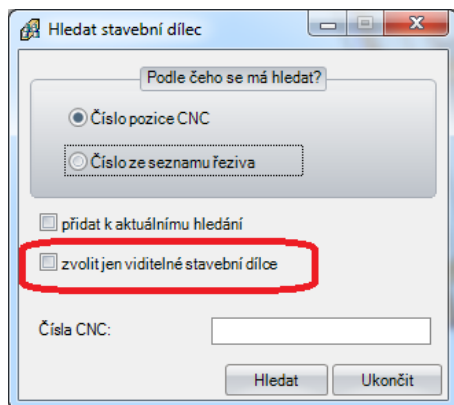 Hledat stavební dílec
Podle čeho se má hledat?
Číslo pozice CNC
Číslo ze seznamu řeziva
přidat k aktuálnímu hledání
zvolit jen viditelné stavební dílce
Čísla CNC:
Hledat Ukončit